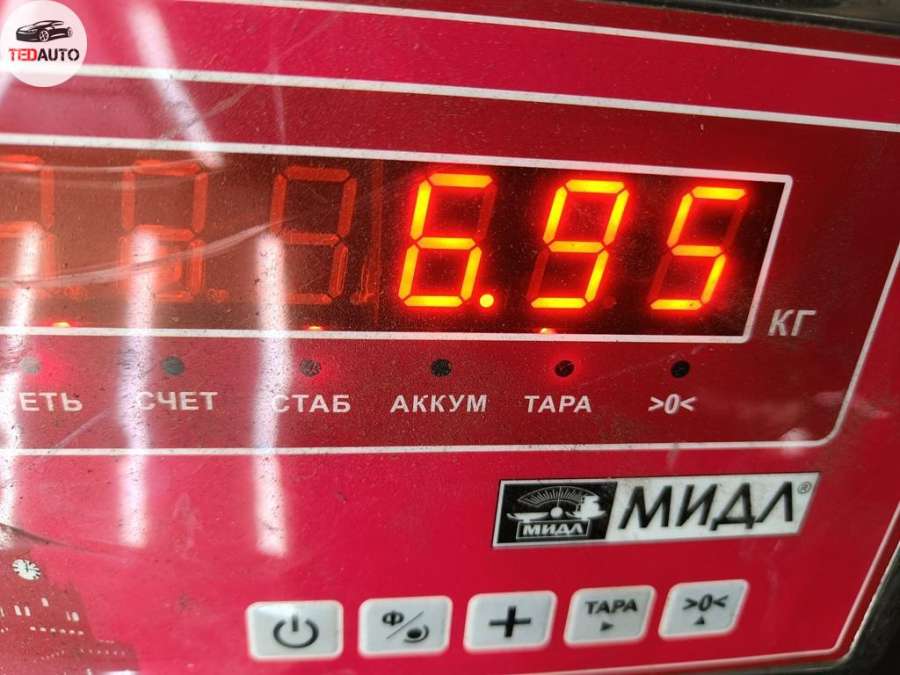 TEDAUTO
6.95
КГ
ЕТЬ СЧЕТ СТАБ АККУМ ТАРА >0<
МИДЛ МИДЛ®
Ф + ТАРА >0<